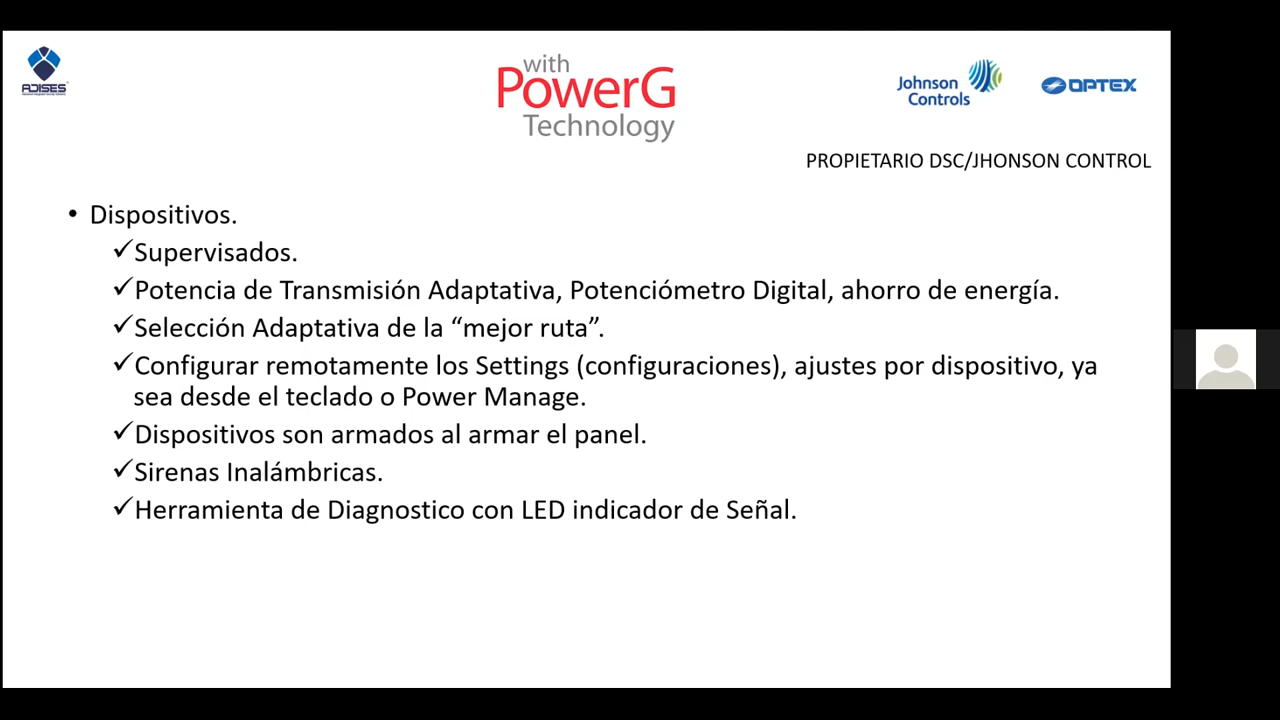 AJISES
with
PowerG
Technology
Johnson
Controls
OPTEX
PROPIETARIO DSC/JHONSON CONTROL
• Dispositivos.
✓Supervisados.
✓Potencia de Transmisión Adaptativa, Potenciómetro Digital, ahorro de energía.
✓Selección Adaptativa de la “mejor ruta”.
✓Configurar remotamente los Settings (configuraciones), ajustes por dispositivo, ya
sea desde el teclado o Power Manage.
✓Dispositivos son armados al armar el panel.
✓Sirenas Inalámbricas.
✓Herramienta de Diagnostico con LED indicador de Señal.